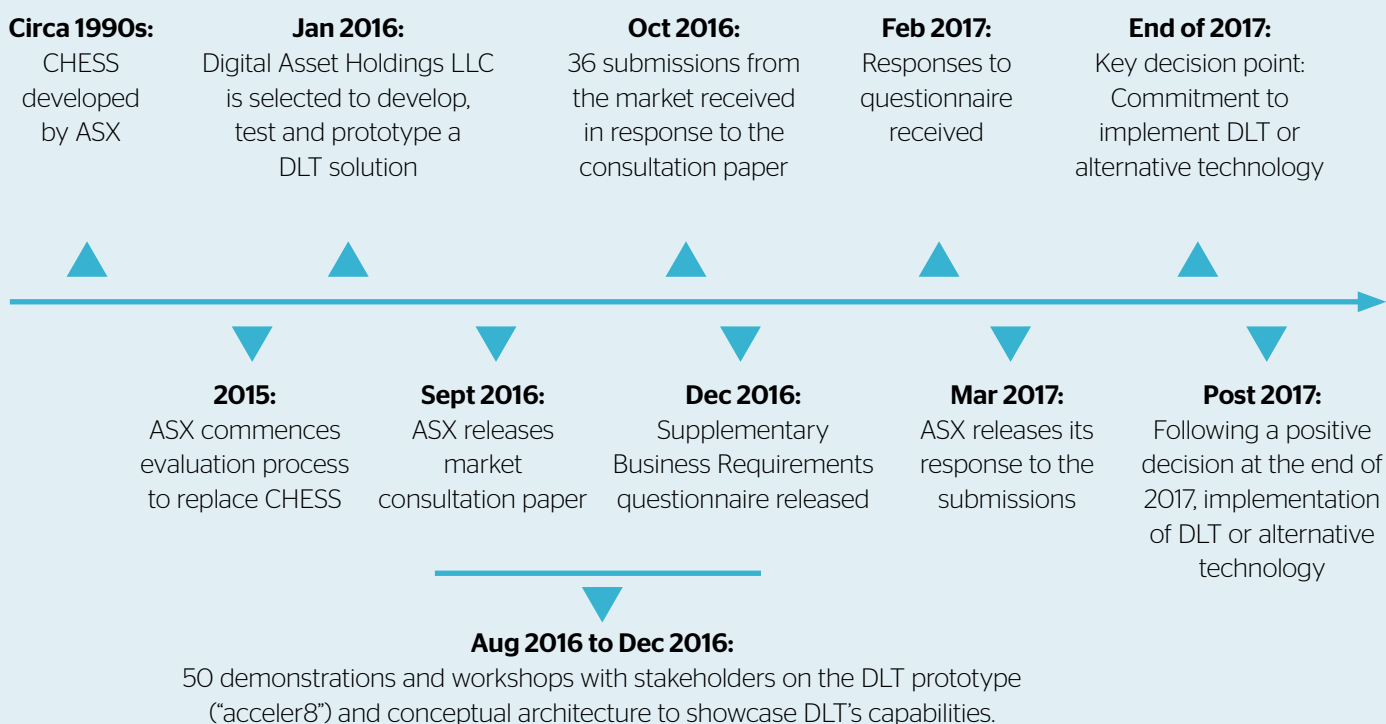 Circa 1990s:
CHESS
developed
by ASX
Jan 2016:
Digital Asset Holdings LLC
is selected to develop,
test and prototype a
DLT solution
Oct 2016:
36 submissions from
the market received
in response to the
consultation paper
Feb 2017:
Responses to
questionnaire
received
End of 2017:
Key decision point:
Commitment to
implement DLT or
alternative technology
2015:
ASX commences
evaluation process
to replace CHESS
Sept 2016:
ASX releases
market
consultation paper
Dec 2016:
Supplementary
Business Requirements
questionnaire released
Mar 2017:
ASX releases its
response to the
submissions
Post 2017:
Following a positive
decision at the end of
2017, implementation
of DLT or alternative
technology
Aug 2016 to Dec 2016:
50 demonstrations and workshops with stakeholders on the DLT prototype
(“acceler8”) and conceptual architecture to showcase DLT’s capabilities.